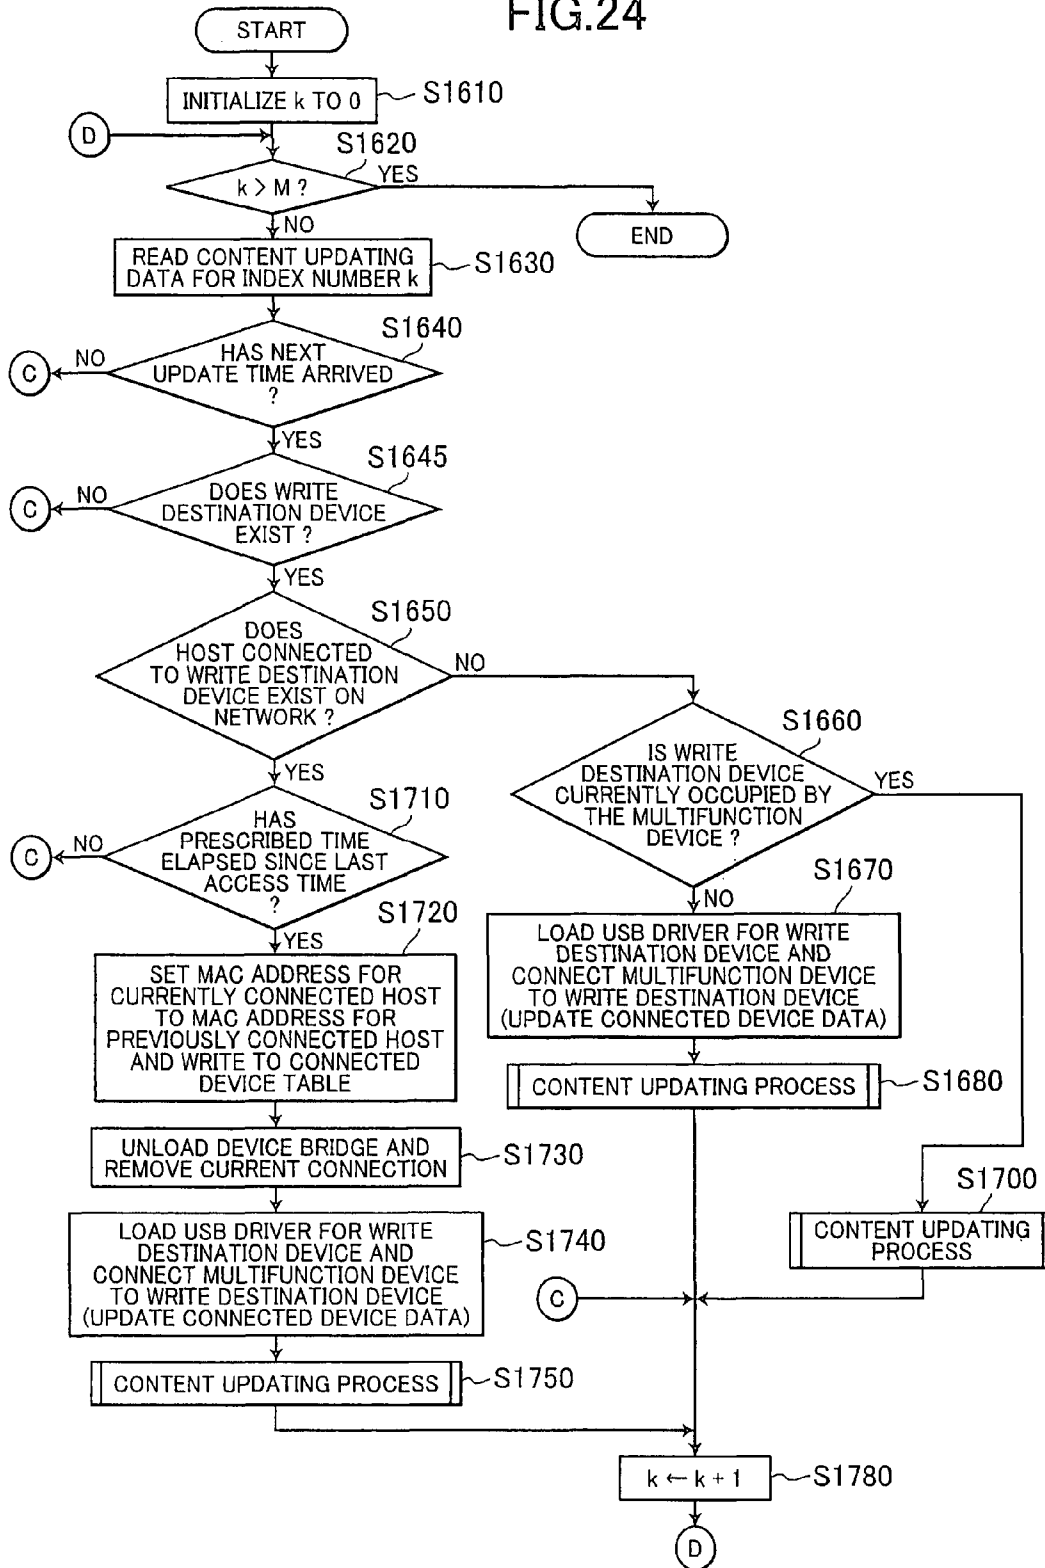 FIG.24
START
INITIALIZE k TO 0
S1610
D
S1620
k > M ?
YES
NO
END
READ CONTENT UPDATING
DATA FOR INDEX NUMBER k
S1630
S1640
HAS NEXT
UPDATE TIME ARRIVED
?
NO
C
YES
S1645
DOES WRITE
DESTINATION DEVICE
EXIST ?
NO
C
YES
S1650
DOES
HOST CONNECTED
TO WRITE DESTINATION
DEVICE EXIST ON
NETWORK ?
NO
YES
S1660
IS WRITE
DESTINATION DEVICE
CURRENTLY OCCUPIED BY
THE MULTIFUNCTION
DEVICE ?
YES
NO
S1710
HAS
PRESCRIBED TIME
ELAPSED SINCE LAST
ACCESS TIME
?
NO
C
YES
S1670
LOAD USB DRIVER FOR WRITE
DESTINATION DEVICE AND
CONNECT MULTIFUNCTION DEVICE
TO WRITE DESTINATION DEVICE
(UPDATE CONNECTED DEVICE DATA)
S1720
SET MAC ADDRESS FOR
CURRENTLY CONNECTED HOST
TO MAC ADDRESS FOR
PREVIOUSLY CONNECTED HOST
AND WRITE TO CONNECTED
DEVICE TABLE
CONTENT UPDATING PROCESS
S1680
UNLOAD DEVICE BRIDGE AND
REMOVE CURRENT CONNECTION
S1730
S1700
CONTENT UPDATING
PROCESS
LOAD USB DRIVER FOR WRITE
DESTINATION DEVICE AND
CONNECT MULTIFUNCTION DEVICE
TO WRITE DESTINATION DEVICE
(UPDATE CONNECTED DEVICE DATA)
S1740
C
CONTENT UPDATING PROCESS
S1750
k ← k + 1
S1780
D